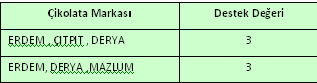 Çikolata Markası Destek Değeri
ERDEM , ÇITPIT , DERYA 3
ERDEM, DERYA ,MAZLUM 3